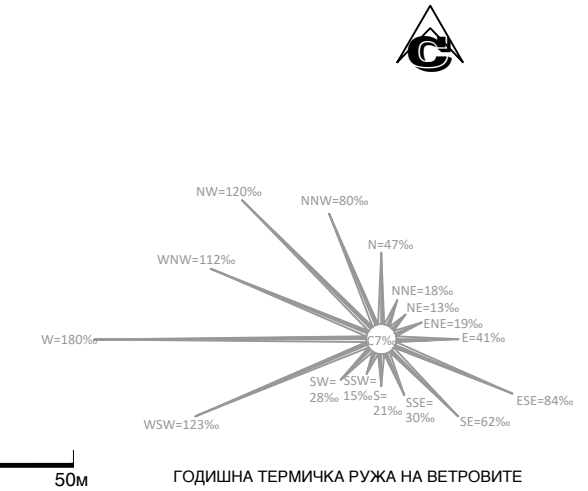 С
NW=120‰
NNW=80‰
N=47‰
WNW=112‰
NNE=18‰
NE=13‰
ENE=19‰
W=180‰
C7‰
E=41‰
SW=
28‰
SSW=
15‰
S=
21‰
SSE=
30‰
ESE=84‰
WSW=123‰
SE=62‰
50м
ГОДИШНА ТЕРМИЧКА РУЖА НА ВЕТРОВИТЕ